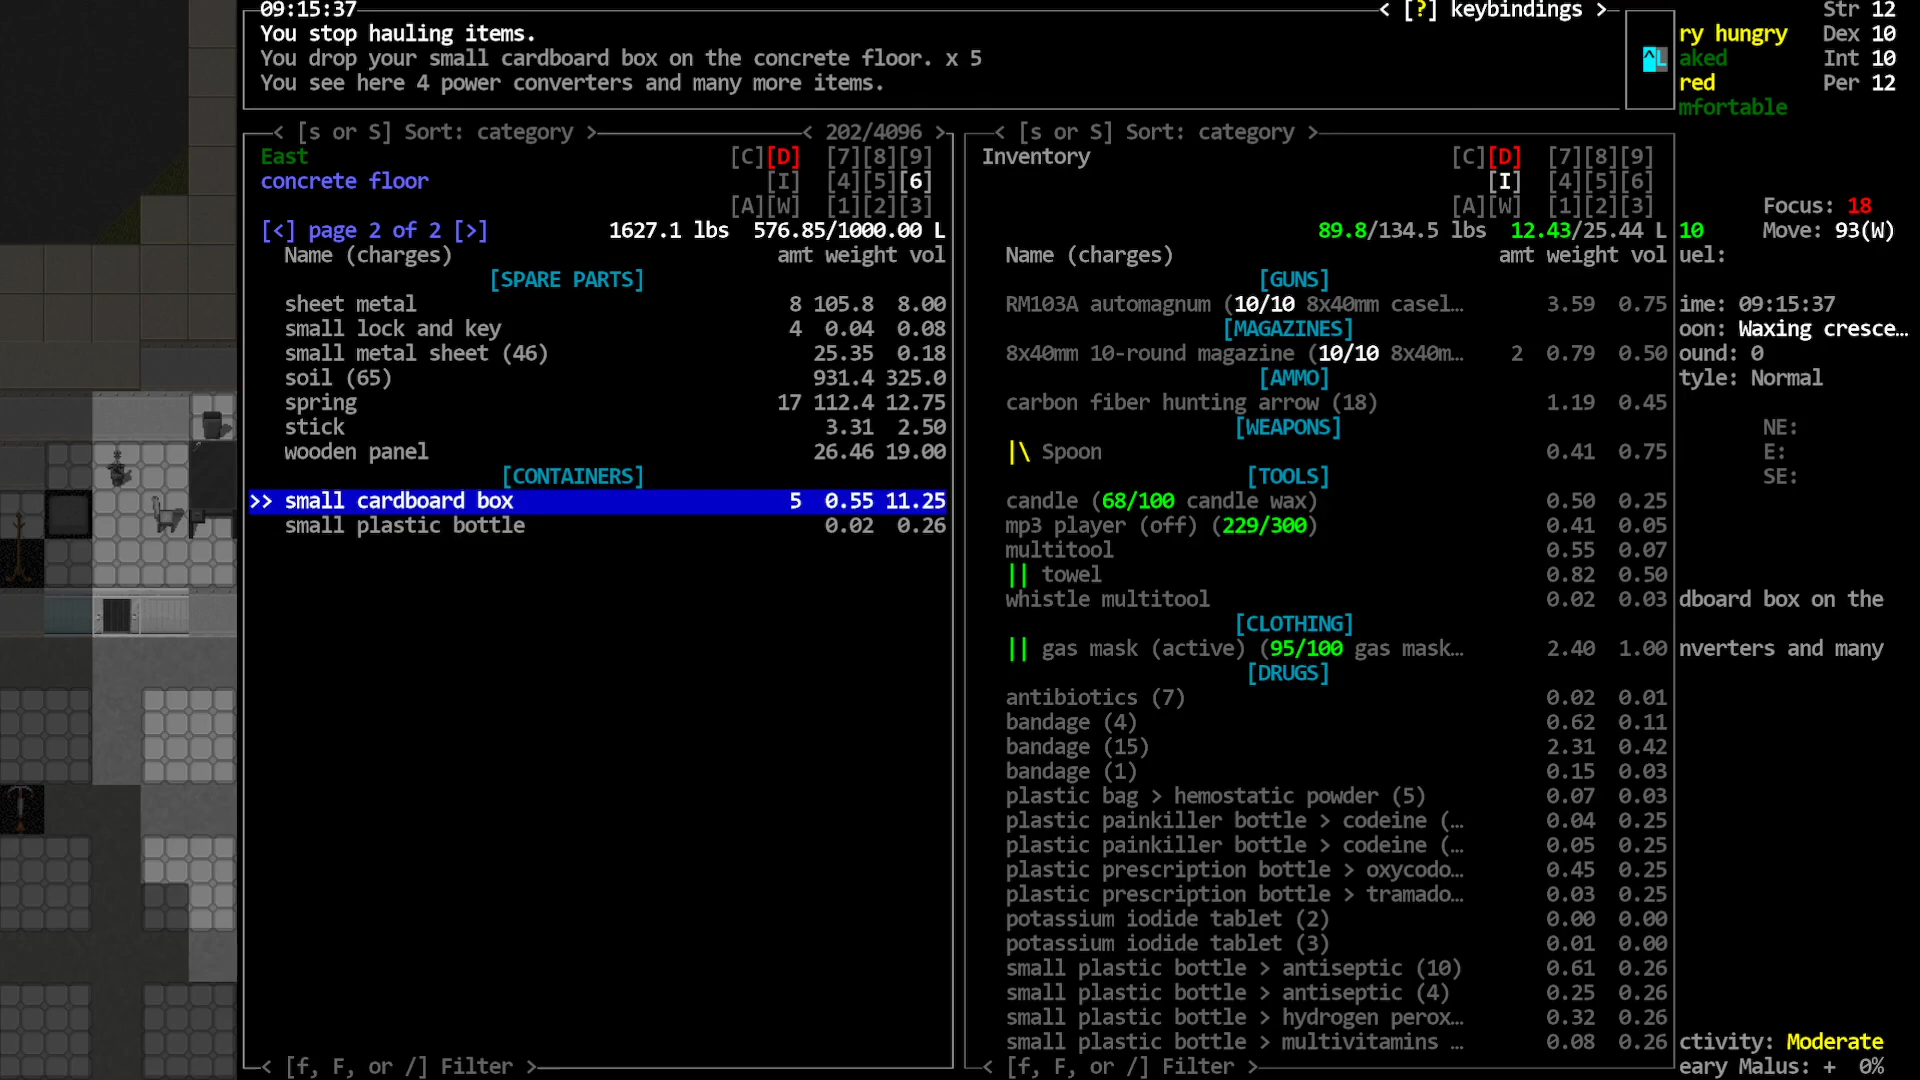 09:15:37
< [?] keybindings >
You stop hauling items.
You drop your small cardboard box on the concrete floor. x 5
You see here 4 power converters and many more items.
^L
ry hungry
aked
red
mfortable
Str 12
Dex 10
Int 10
Per 12
< [s or S] Sort: category > < 202/4096 >
East [C][D] [7][8][9]
concrete floor [I] [4][5][6]
[A][W] [1][2][3]
[<] page 2 of 2 [>] 1627.1 lbs 576.85/1000.00 L
Name (charges) amt weight vol
[SPARE PARTS]
sheet metal 8 105.8 8.00
small lock and key 4 0.04 0.08
small metal sheet (46) 25.35 0.18
soil (65) 931.4 325.0
spring 17 112.4 12.75
stick 3.31 2.50
wooden panel 26.46 19.00
[CONTAINERS]
>> small cardboard box 5 0.55 11.25
small plastic bottle 0.02 0.26
< [f, F, or /] Filter >
< [s or S] Sort: category >
Inventory [C][D] [7][8][9]
[I] [4][5][6]
[A][W] [1][2][3]
89.8/134.5 lbs 12.43/25.44 L
Name (charges) amt weight vol
[GUNS]
RM103A automagnum (10/10 8x40mm casel… 3.59 0.75
[MAGAZINES]
8x40mm 10-round magazine (10/10 8x40m… 2 0.79 0.50
[AMMO]
carbon fiber hunting arrow (18) 1.19 0.45
[WEAPONS]
|\ Spoon 0.41 0.75
[TOOLS]
candle (68/100 candle wax) 0.50 0.25
mp3 player (off) (229/300) 0.41 0.05
multitool 0.55 0.07
|| towel 0.82 0.50
whistle multitool 0.02 0.03
[CLOTHING]
|| gas mask (active) (95/100 gas mask… 2.40 1.00
[DRUGS]
antibiotics (7) 0.02 0.01
bandage (4) 0.62 0.11
bandage (15) 2.31 0.42
bandage (1) 0.15 0.03
plastic bag > hemostatic powder (5) 0.07 0.03
plastic painkiller bottle > codeine (… 0.04 0.25
plastic painkiller bottle > codeine (… 0.05 0.25
plastic prescription bottle > oxycodo… 0.45 0.25
plastic prescription bottle > tramado… 0.03 0.25
potassium iodide tablet (2) 0.00 0.00
potassium iodide tablet (3) 0.01 0.00
small plastic bottle > antiseptic (10) 0.61 0.26
small plastic bottle > antiseptic (4) 0.25 0.26
small plastic bottle > hydrogen perox… 0.32 0.26
small plastic bottle > multivitamins … 0.08 0.26
< [f, F, or /] Filter >
Focus: 18
10 Move: 93(W)
uel:
ime: 09:15:37
oon: Waxing cresce…
ound: 0
tyle: Normal
NE:
E:
SE:
dboard box on the
nverters and many
ctivity: Moderate
eary Malus: + 0%